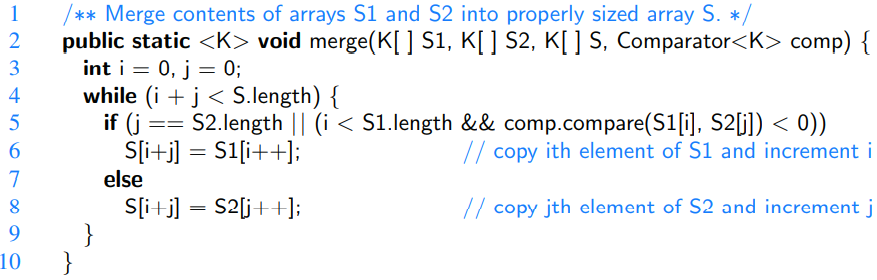 1 /** Merge contents of arrays S1 and S2 into properly sized array S. */
2 public static <K> void merge(K[ ] S1, K[ ] S2, K[ ] S, Comparator<K> comp) {
3 int i = 0, j = 0;
4 while (i + j < S.length) {
5 if (j == S2.length || (i < S1.length && comp.compare(S1[i], S2[j]) < 0))
6 S[i+j] = S1[i++]; // copy ith element of S1 and increment i
7 else
8 S[i+j] = S2[j++]; // copy jth element of S2 and increment j
9 }
10 }